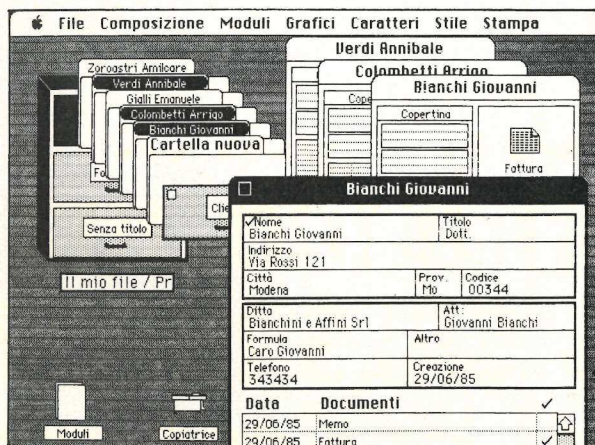 File Composizione Moduli Grafici Caratteri Stile Stampa
Verdi Annibale
Colombetti Arrigo
Bianchi Giovanni
Copertina
Fattura
Zoroastri Amilcare
Verdi Annibale
Gialli Emanuele
Colombetti Arrigo
Bianchi Giovanni
Cartella nuova
Senza titolo
Il mio file / Pr
Moduli
Copiatrice
Bianchi Giovanni
✓Nome
Bianchi Giovanni
Titolo
Dott.
Indirizzo
Via Rossi 121
Città
Modena
Prov.
Mo
Codice
00344
Ditta
Bianchini e Affini Srl
Att:
Giovanni Bianchi
Formula
Caro Giovanni
Altro
Telefono
343434
Creazione
29/06/85
Data Documenti ✓
29/06/85 Memo
29/06/85 Fattura ✓